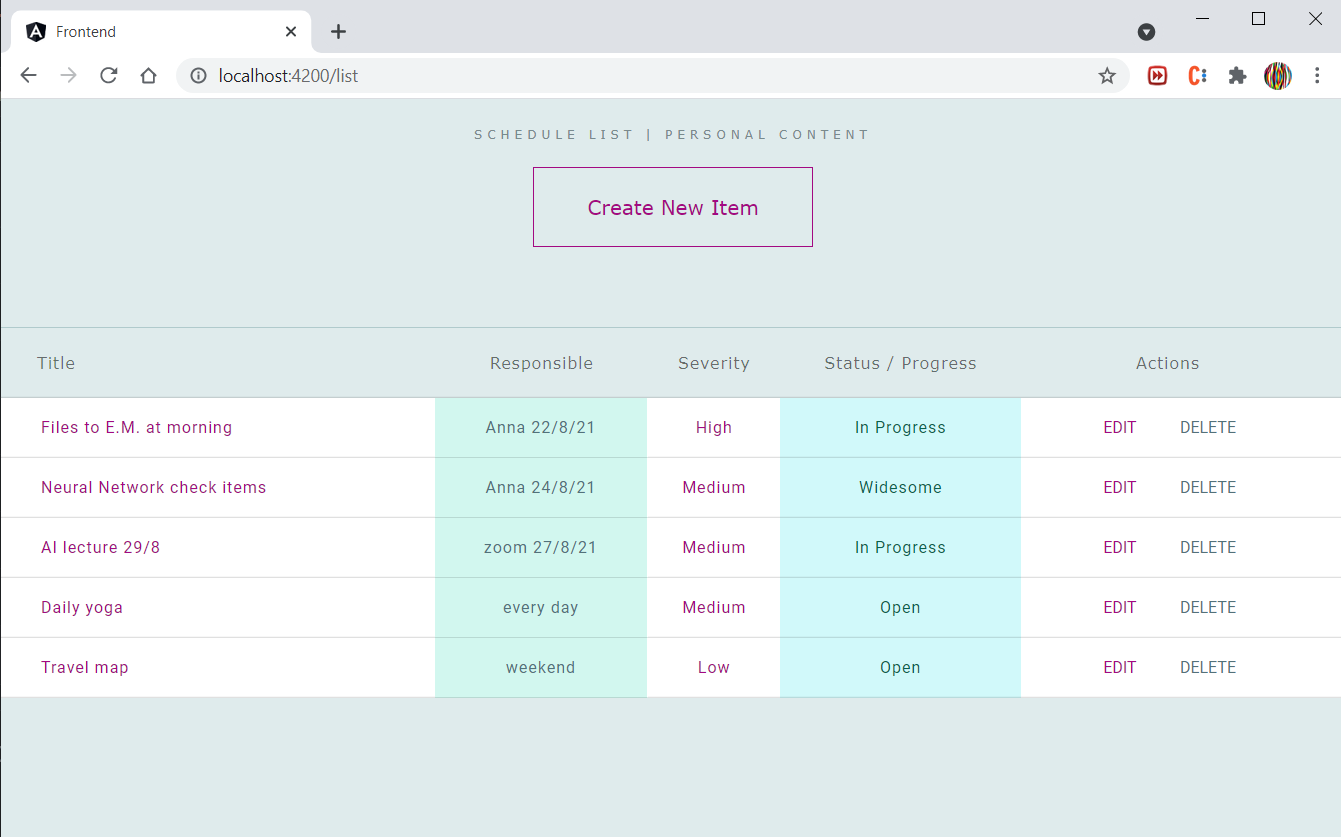 Frontend
localhost:4200/list
SCHEDULE LIST | PERSONAL CONTENT
Create New Item
Title Responsible Severity Status / Progress Actions
Files to E.M. at morning Anna 22/8/21 High In Progress EDIT DELETE
Neural Network check items Anna 24/8/21 Medium Widesome EDIT DELETE
AI lecture 29/8 zoom 27/8/21 Medium In Progress EDIT DELETE
Daily yoga every day Medium Open EDIT DELETE
Travel map weekend Low Open EDIT DELETE